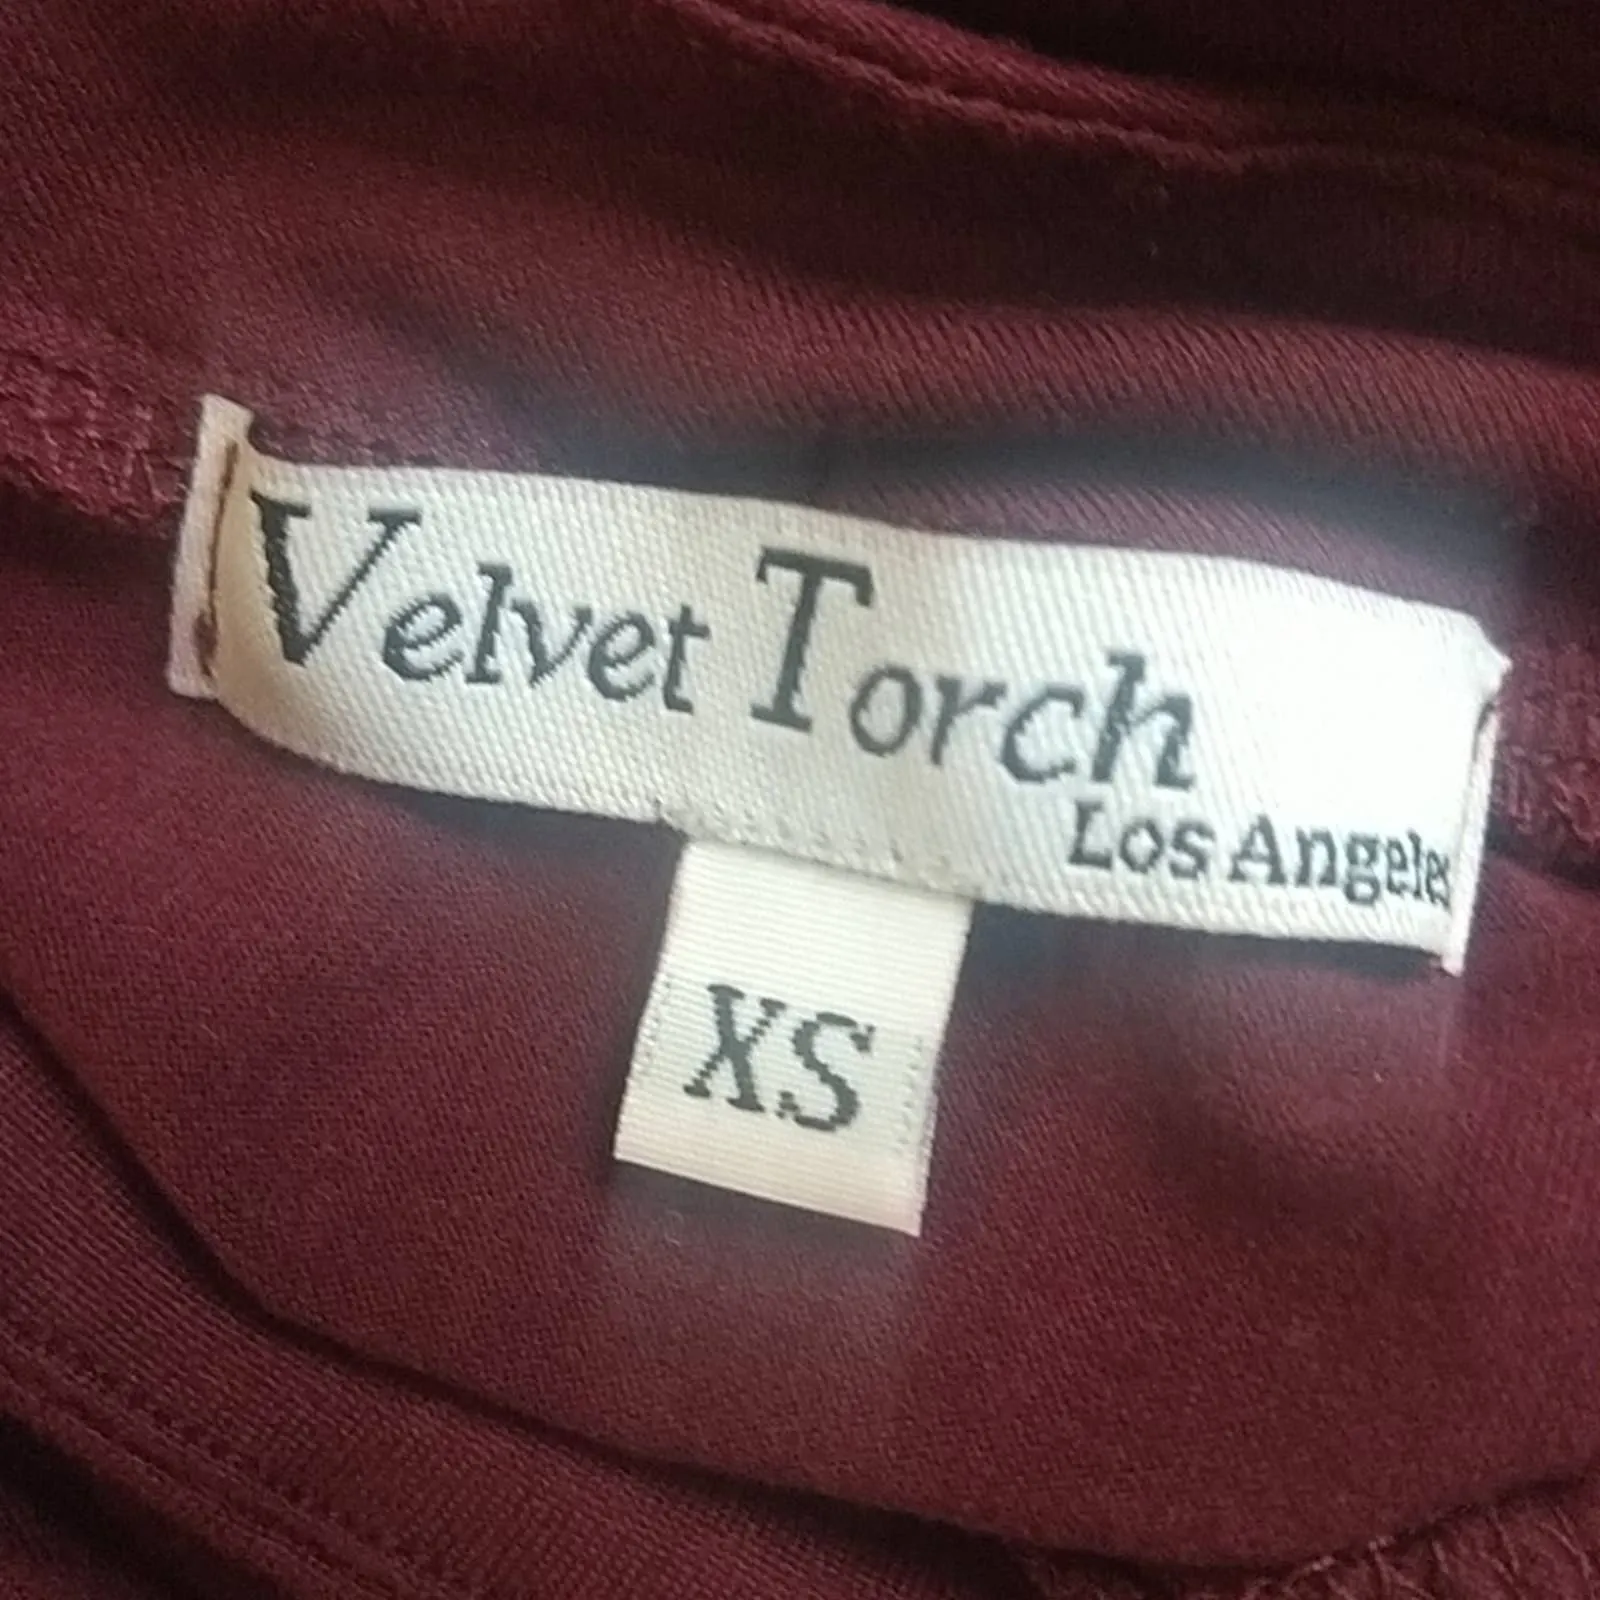 Velvet Torch
Los Angeles
XS